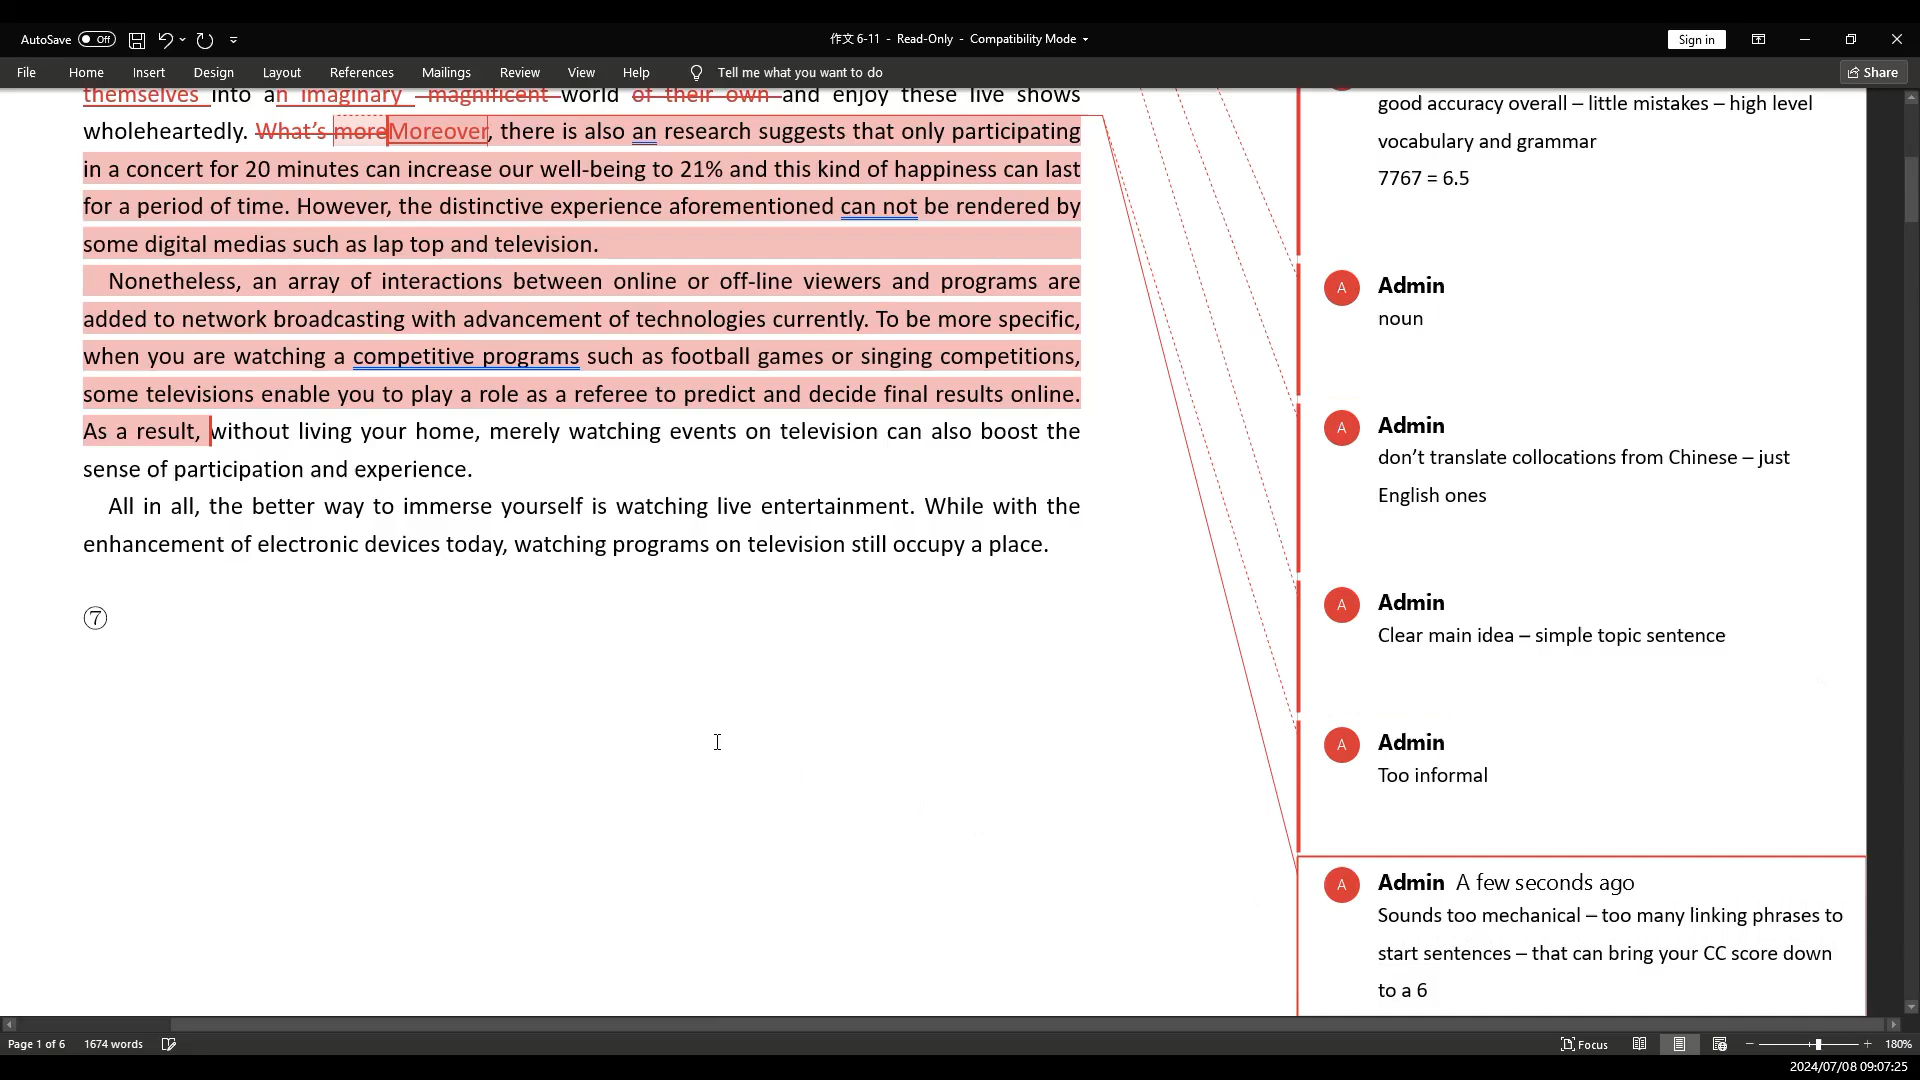 AutoSave Off 作文 6-11 - Read-Only - Compatibility Mode Sign in
File Home Insert Design Layout References Mailings Review View Help Tell me what you want to do Share
themselves into an imaginary magnificent world of their own and enjoy these live shows
wholeheartedly. What’s moreMoreover, there is also an research suggests that only participating
in a concert for 20 minutes can increase our well-being to 21% and this kind of happiness can last
for a period of time. However, the distinctive experience aforementioned can not be rendered by
some digital medias such as lap top and television.
Nonetheless, an array of interactions between online or off-line viewers and programs are
added to network broadcasting with advancement of technologies currently. To be more specific,
when you are watching a competitive programs such as football games or singing competitions,
some televisions enable you to play a role as a referee to predict and decide final results online.
As a result, without living your home, merely watching events on television can also boost the
sense of participation and experience.
All in all, the better way to immerse yourself is watching live entertainment. While with the
enhancement of electronic devices today, watching programs on television still occupy a place.
⑦
good accuracy overall – little mistakes – high level
vocabulary and grammar
7767 = 6.5
A Admin
noun
A Admin
don’t translate collocations from Chinese – just
English ones
A Admin
Clear main idea – simple topic sentence
A Admin
Too informal
A Admin A few seconds ago
Sounds too mechanical – too many linking phrases to
start sentences – that can bring your CC score down
to a 6
Page 1 of 6 1674 words Focus 180%
2024/07/08 09:07:25